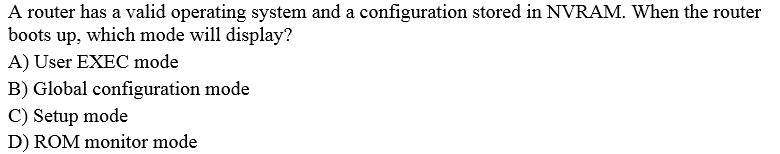 A router has a valid operating system and a configuration stored in NVRAM. When the router
boots up, which mode will display?
A) User EXEC mode
B) Global configuration mode
C) Setup mode
D) ROM monitor mode